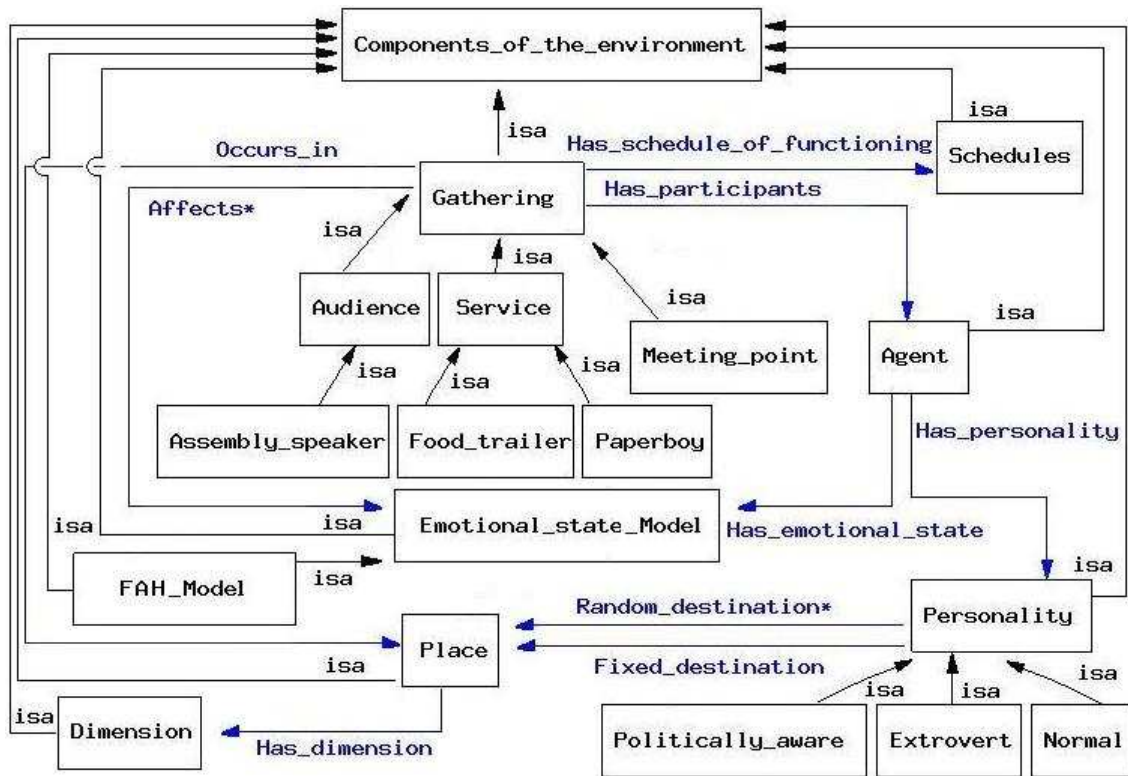 Components_of_the_environment
isa
isa
Occurs_in
Has_schedule_of_functioning
Schedules
Affects*
Gathering
Has_participants
isa
isa
isa
isa
Audience
Service
Meeting_point
Agent
isa
isa
isa
isa
Assembly_speaker
Food_trailer
Paperboy
Has_personality
isa
isa
Emotional_state_Model
Has_emotional_state
FAH_Model
isa
isa
Random_destination*
Personality
Place
Fixed_destination
isa
isa
isa
isa
isa
Dimension
Has_dimension
Politically_aware
Extrovert
Normal